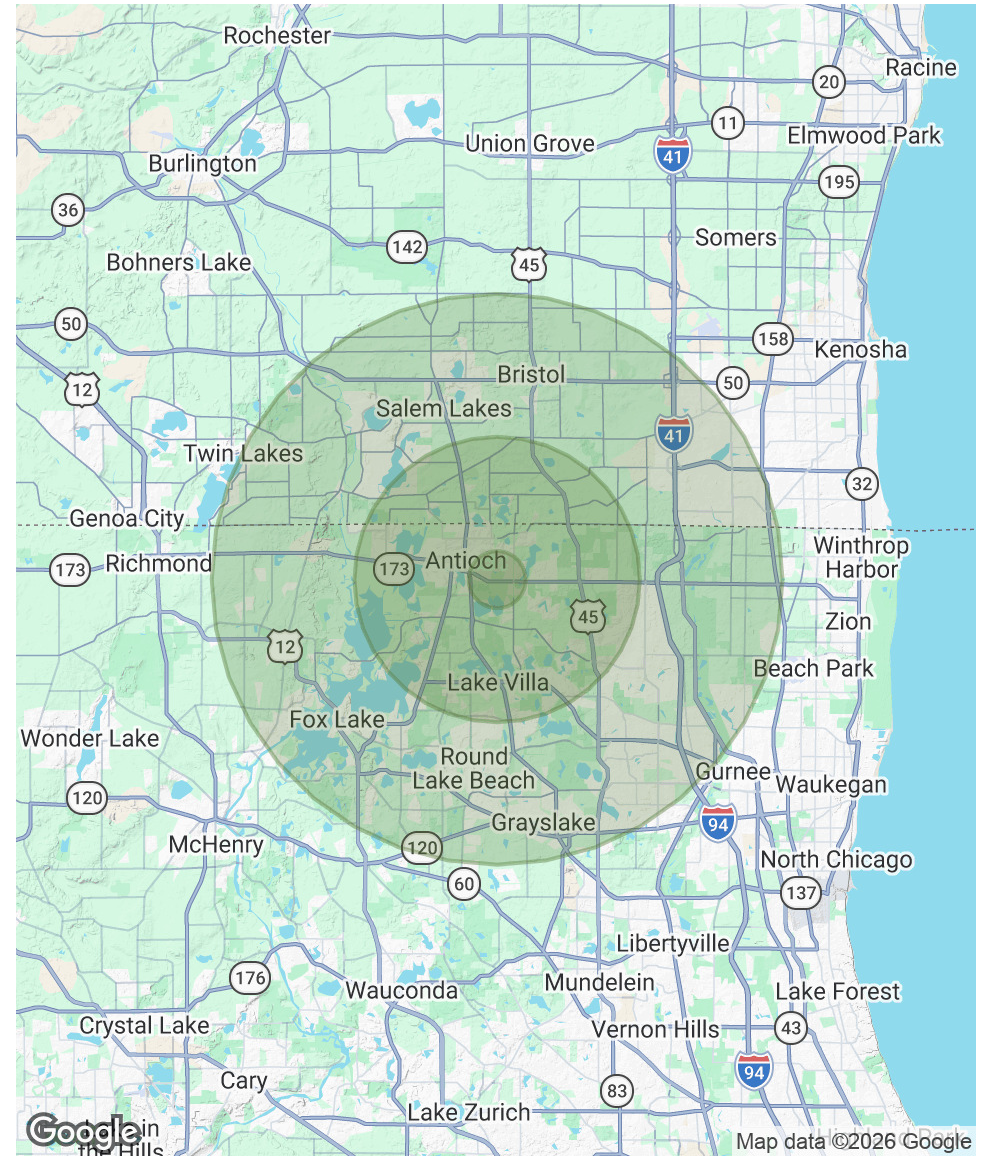 Rochester
Racine
20
11
Elmwood Park
Union Grove
41
Burlington
195
36
Somers
142
45
Bohners Lake
50
158
Kenosha
12
Bristol
50
Salem Lakes
41
Twin Lakes
32
Genoa City
Winthrop
Harbor
Richmond
173
Antioch
173
45
Zion
12
Beach Park
Lake Villa
Fox Lake
Wonder Lake
Round
Lake Beach
Gurnee
Waukegan
120
Grayslake
94
McHenry
120
North Chicago
60
137
Libertyville
176
Mundelein
Wauconda
Lake Forest
Crystal Lake
Vernon Hills
43
94
Cary
83
Lake Zurich
Google
in
the Hills
Map data ©2026 Google